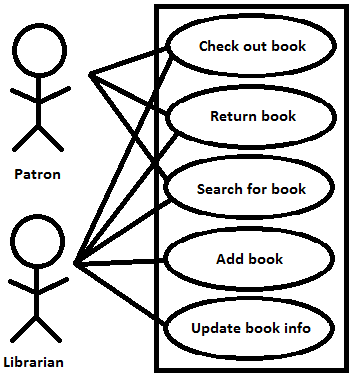 Check out book
Return book
Patron
Search for book
Add book
Update book info
Librarian